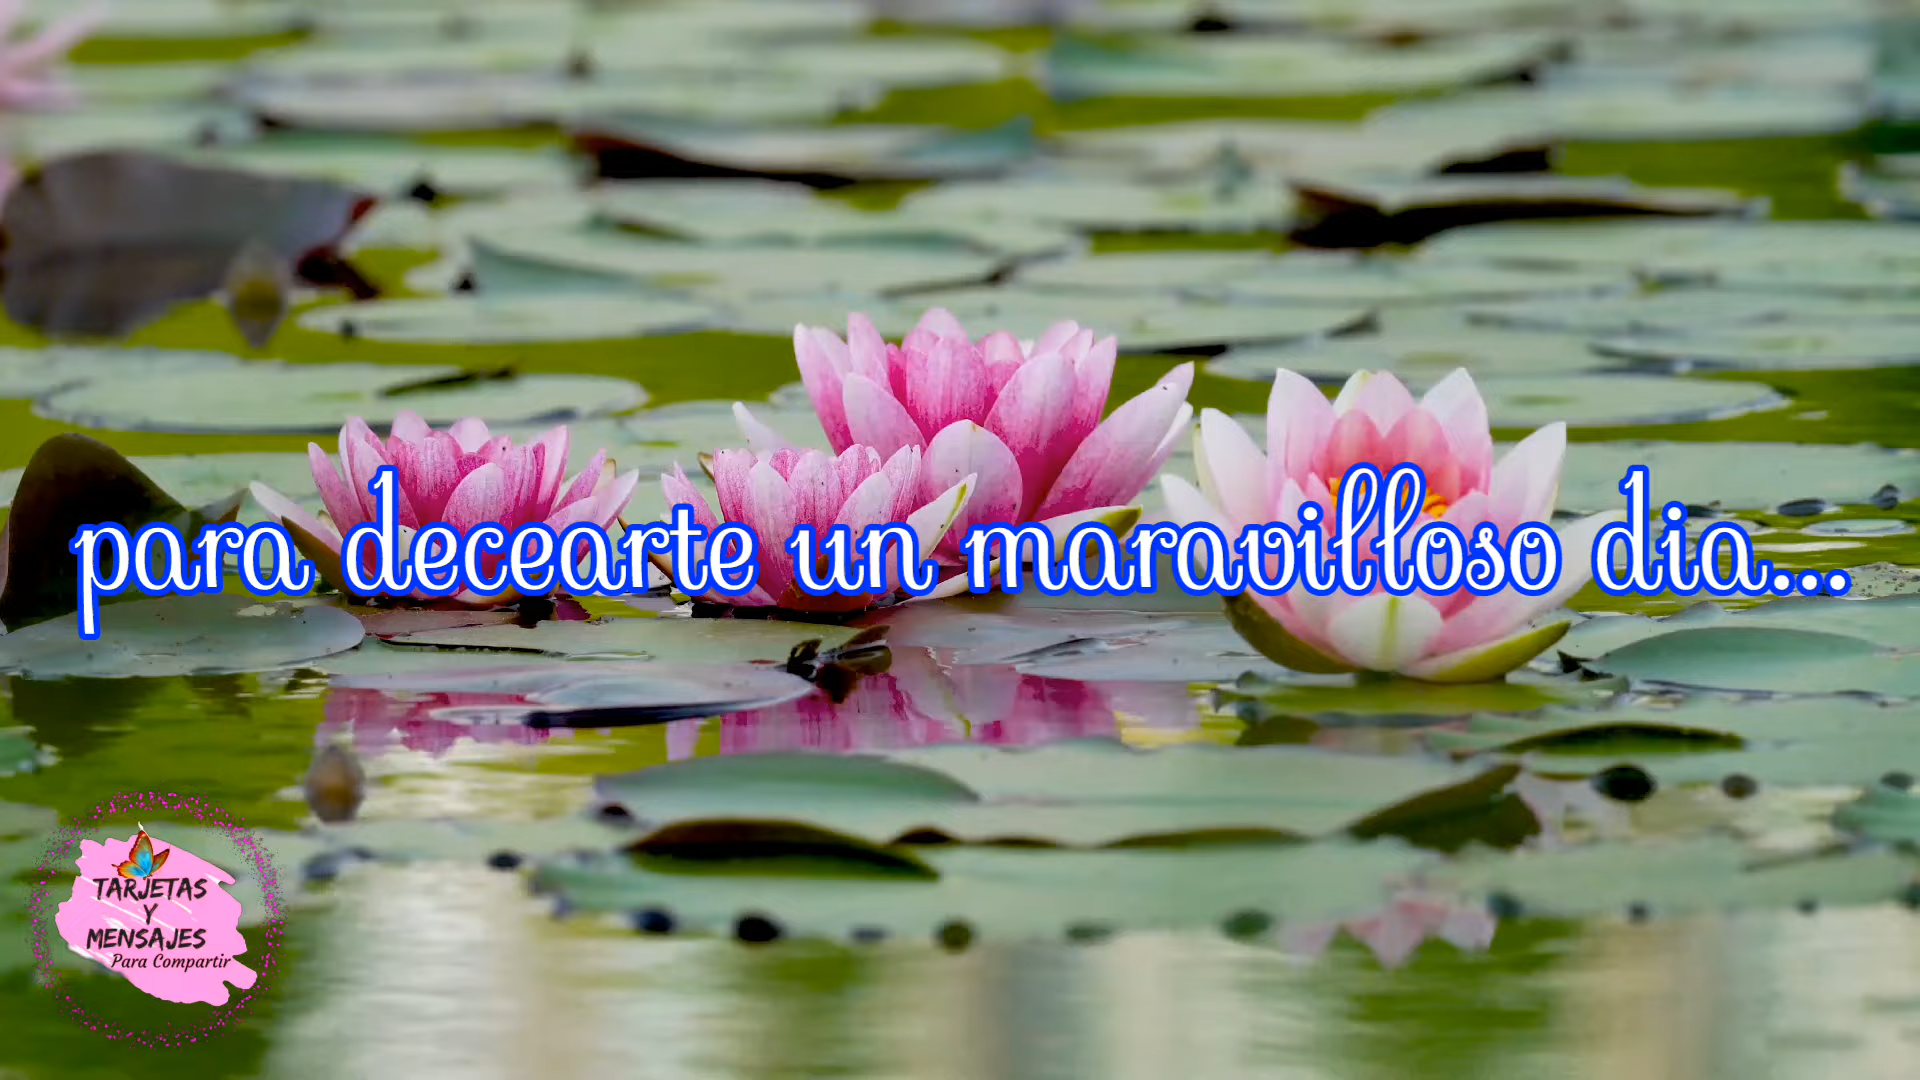 para decearte un maravilloso dia...
TARJETAS
Y
MENSAJES
Para Compartir